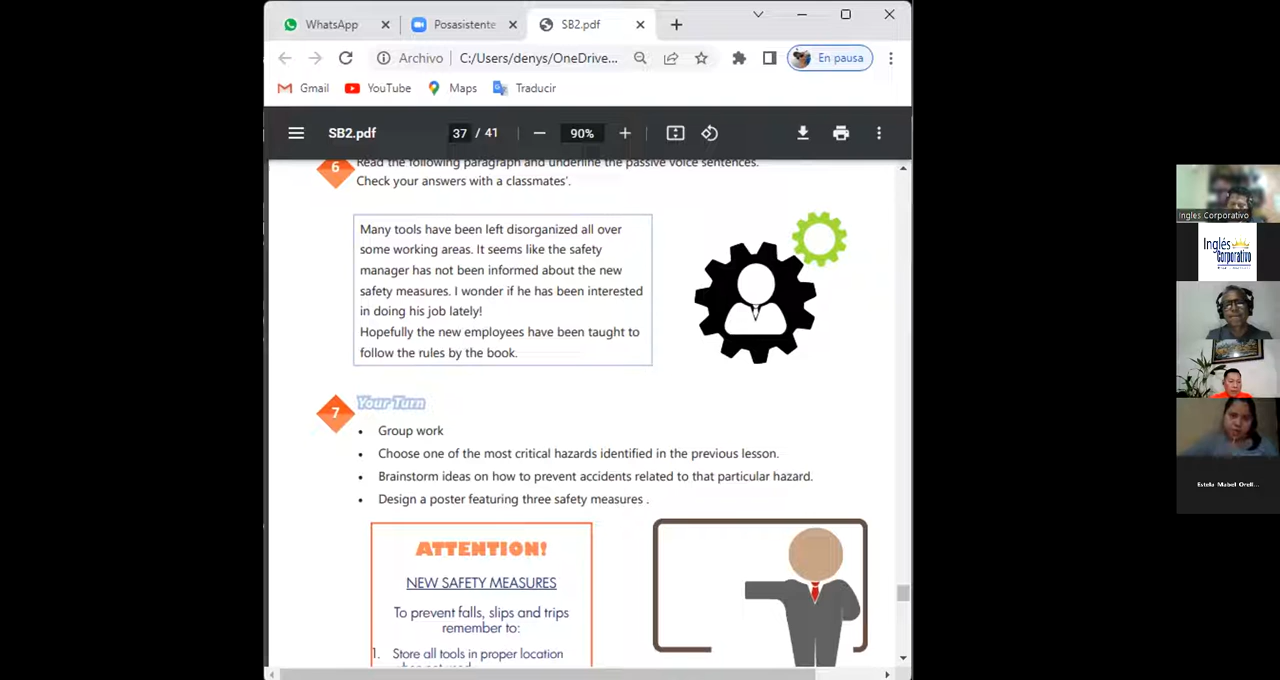 WhatsApp
Posasistente
SB2.pdf
Archivo
C:/Users/denys/OneDrive...
En pausa
Gmail
YouTube
Maps
Traducir
SB2.pdf
37 / 41
90%
6
Read the following paragraph and underline the passive voice sentences.
Check your answers with a classmates'.
Many tools have been left disorganized all over
some working areas. It seems like the safety
manager has not been informed about the new
safety measures. I wonder if he has been interested
in doing his job lately!
Hopefully the new employees have been taught to
follow the rules by the book.
7
Your Turn
• Group work
• Choose one of the most critical hazards identified in the previous lesson.
• Brainstorm ideas on how to prevent accidents related to that particular hazard.
• Design a poster featuring three safety measures .
ATTENTION!
NEW SAFETY MEASURES
To prevent falls, slips and trips
remember to:
1. Store all tools in proper location
Ingles Corporativo
Inglés
Corporativo
Estela Mabel Orell...